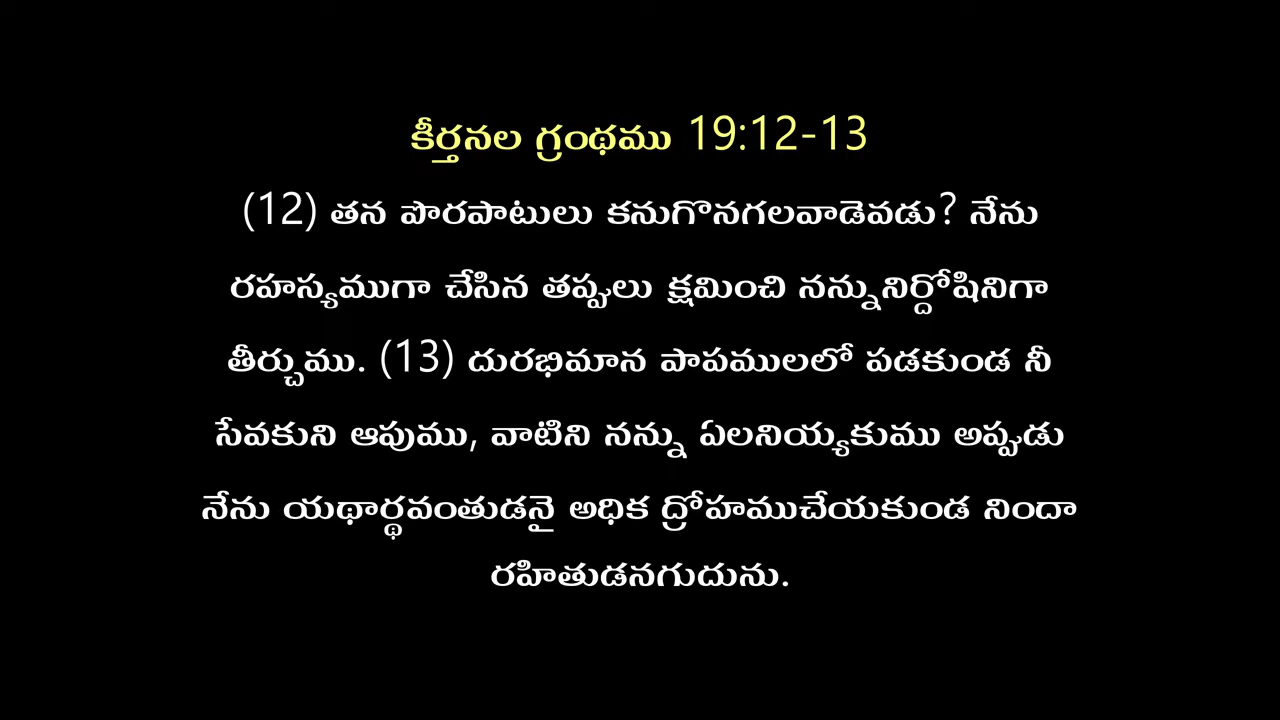 కీర్తనల గ్రంథము 19:12-13
(12) తన పొరపాటులు కనుగొనగలవాడెవడు? నేను
రహస్యముగా చేసిన తప్పులు క్షమించి నన్నునిర్దోషినిగా
తీర్చుము. (13) దురభిమాన పాపములలో పడకుండ నీ
సేవకుని ఆపుము, వాటిని నన్ను ఏలనియ్యకుము అప్పుడు
నేను యథార్థవంతుడనై అధిక ద్రోహముచేయకుండ నిందా
రహితుడనగుదును.